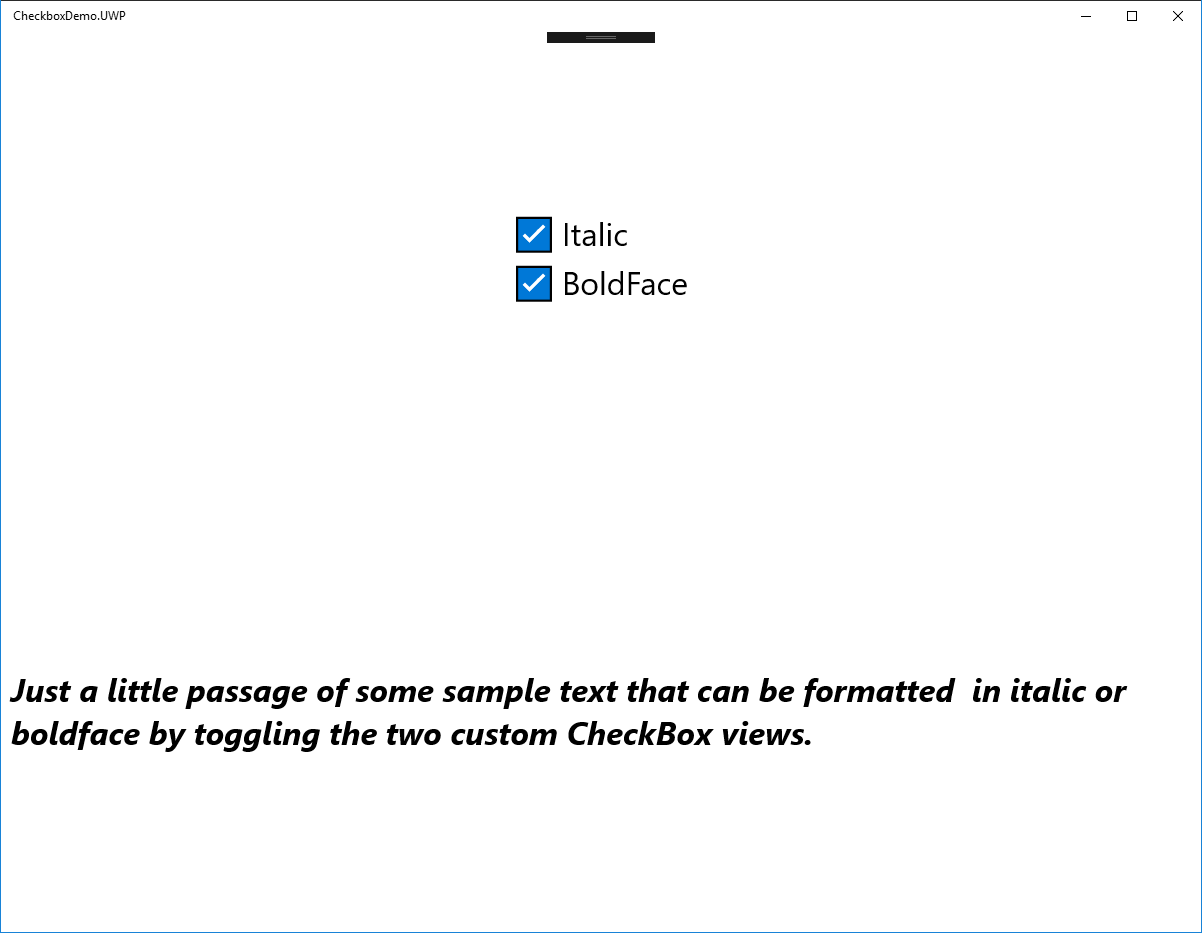 CheckboxDemo.UWP
Italic
BoldFace
Just a little passage of some sample text that can be formatted  in italic or
boldface by toggling the two custom CheckBox views.